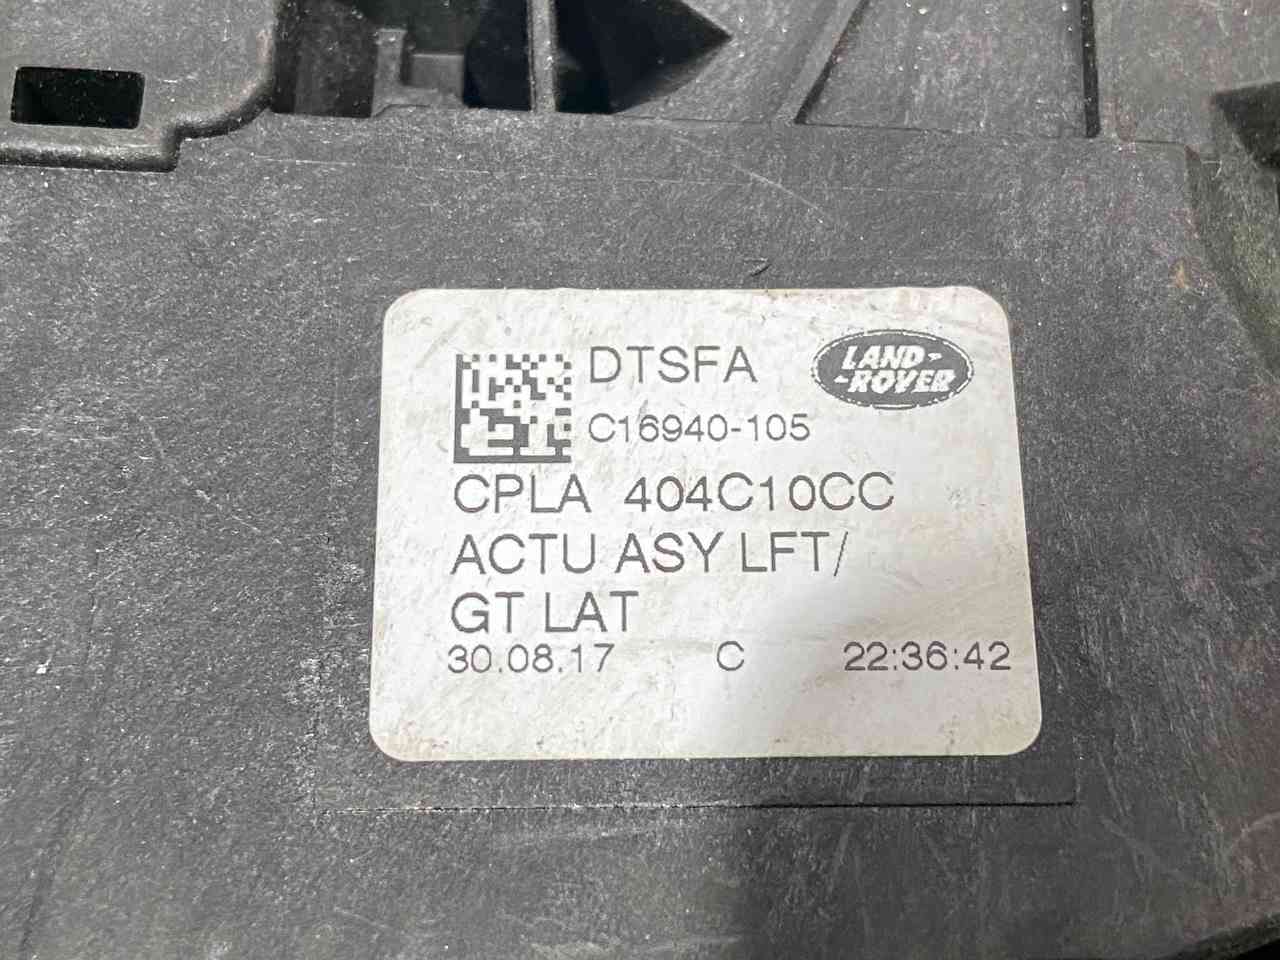 DTSFA
LAND-
-ROVER
C16940-105
CPLA 404C10CC
ACTU ASY LFT/
GT LAT
30.08.17 C 22:36:42